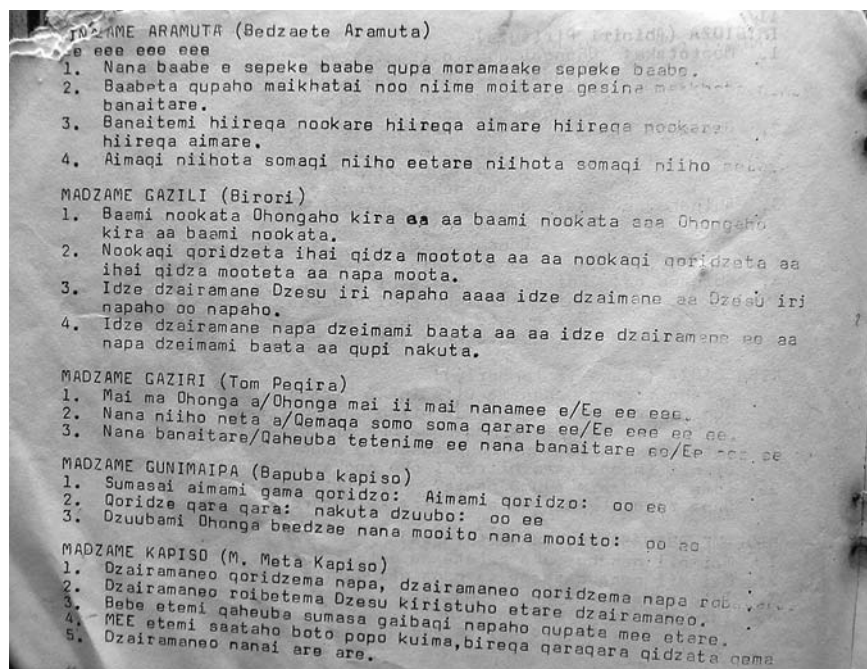 MADZAME ARAMUTA (Bedzaete Aramuta)
e eee eee eee
1. Nana baabe e sepeke baabe qupa moramaake sepeke baabe.
2. Baabeta qupaho maikhatai noo niime moitare gesina
banaitare.
3. Banaitemi hiireqa nookare hiireqa aimare hiireqa nookare
hiireqa aimare.
4. Aimaqi niihota somaqi niiho eetare niihota somaqi niiho
MADZAME GAZILI (Birori)
1. Baami nookata Ohongaho kira aa aa baami nookata aaa Ohongaho
kira aa baami nookata.
2. Nookaqi qoridzeta ihai qidza mootota aa aa nookaqi qoridzeta aa
ihai qidza mooteta aa napa moota.
3. Idze dzairamane Dzesu iri napaho aaaa idze dzaimane aa Dzesu iri
napaho oo napaho.
4. Idze dzairamane napa dzeimami baata aa aa idze dzairamane ee aa
napa dzeimami baata aa qupi nakuta.
MADZAME GAZIRI (Tom Peqira)
1. Mai ma Ohonga a/Ohonga mai ii mai nanamee e/Ee ee eee.
2. Nana niiho neta a/Qemaqa somo soma qarare ee/Ee eee ee ee.
3. Nana banaitare/Qaheuba tetenime ee nana banaitare ee/Ee eee ee
MADZAME GUNIMAIPA (Bapuba kapiso)
1. Sumasai aimami gama qoridzo: Aimami qoridzo: oo ee
2. Qoridze qara qara: nakuta dzuubo: oo ee
3. Dzuubami Ohonga beedzae nana mooito nana mooito: oo ao
MADZAME KAPISO (M. Meta Kapiso)
1. Dzairamaneo qoridzema napa, dzairamaneo qoridzema napa
2. Dzairamaneo roibetema Dzesu kiristuho etare dzairamaneo.
3. Bebe etemi qaheuba sumasa gaibaqi napaho qupata mee etare.
4. MEE etemi saataho boto popo kuima,bireqa qaraqara qidzata qama
5. Dzairamaneo nanai are are.